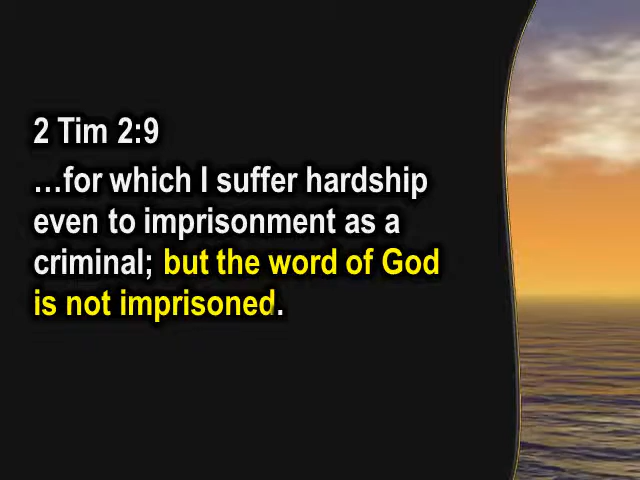 2 Tim 2:9
…for which I suffer hardship
even to imprisonment as a
criminal; but the word of God
is not imprisoned.